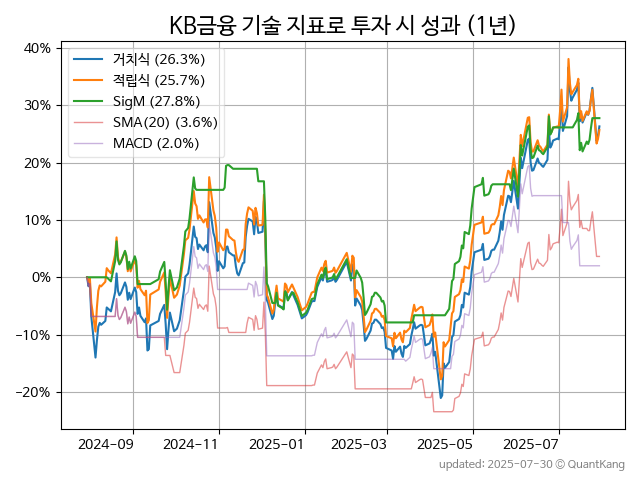 KB금융 기술 지표로 투자 시 성과 (1년)
거치식 (26.3%)
적립식 (25.7%)
SigM (27.8%)
SMA(20) (3.6%)
MACD (2.0%)
40%
30%
20%
10%
0%
−10%
−20%
2024-09 2024-11 2025-01 2025-03 2025-05 2025-07
updated: 2025-07-30 © QuantKang